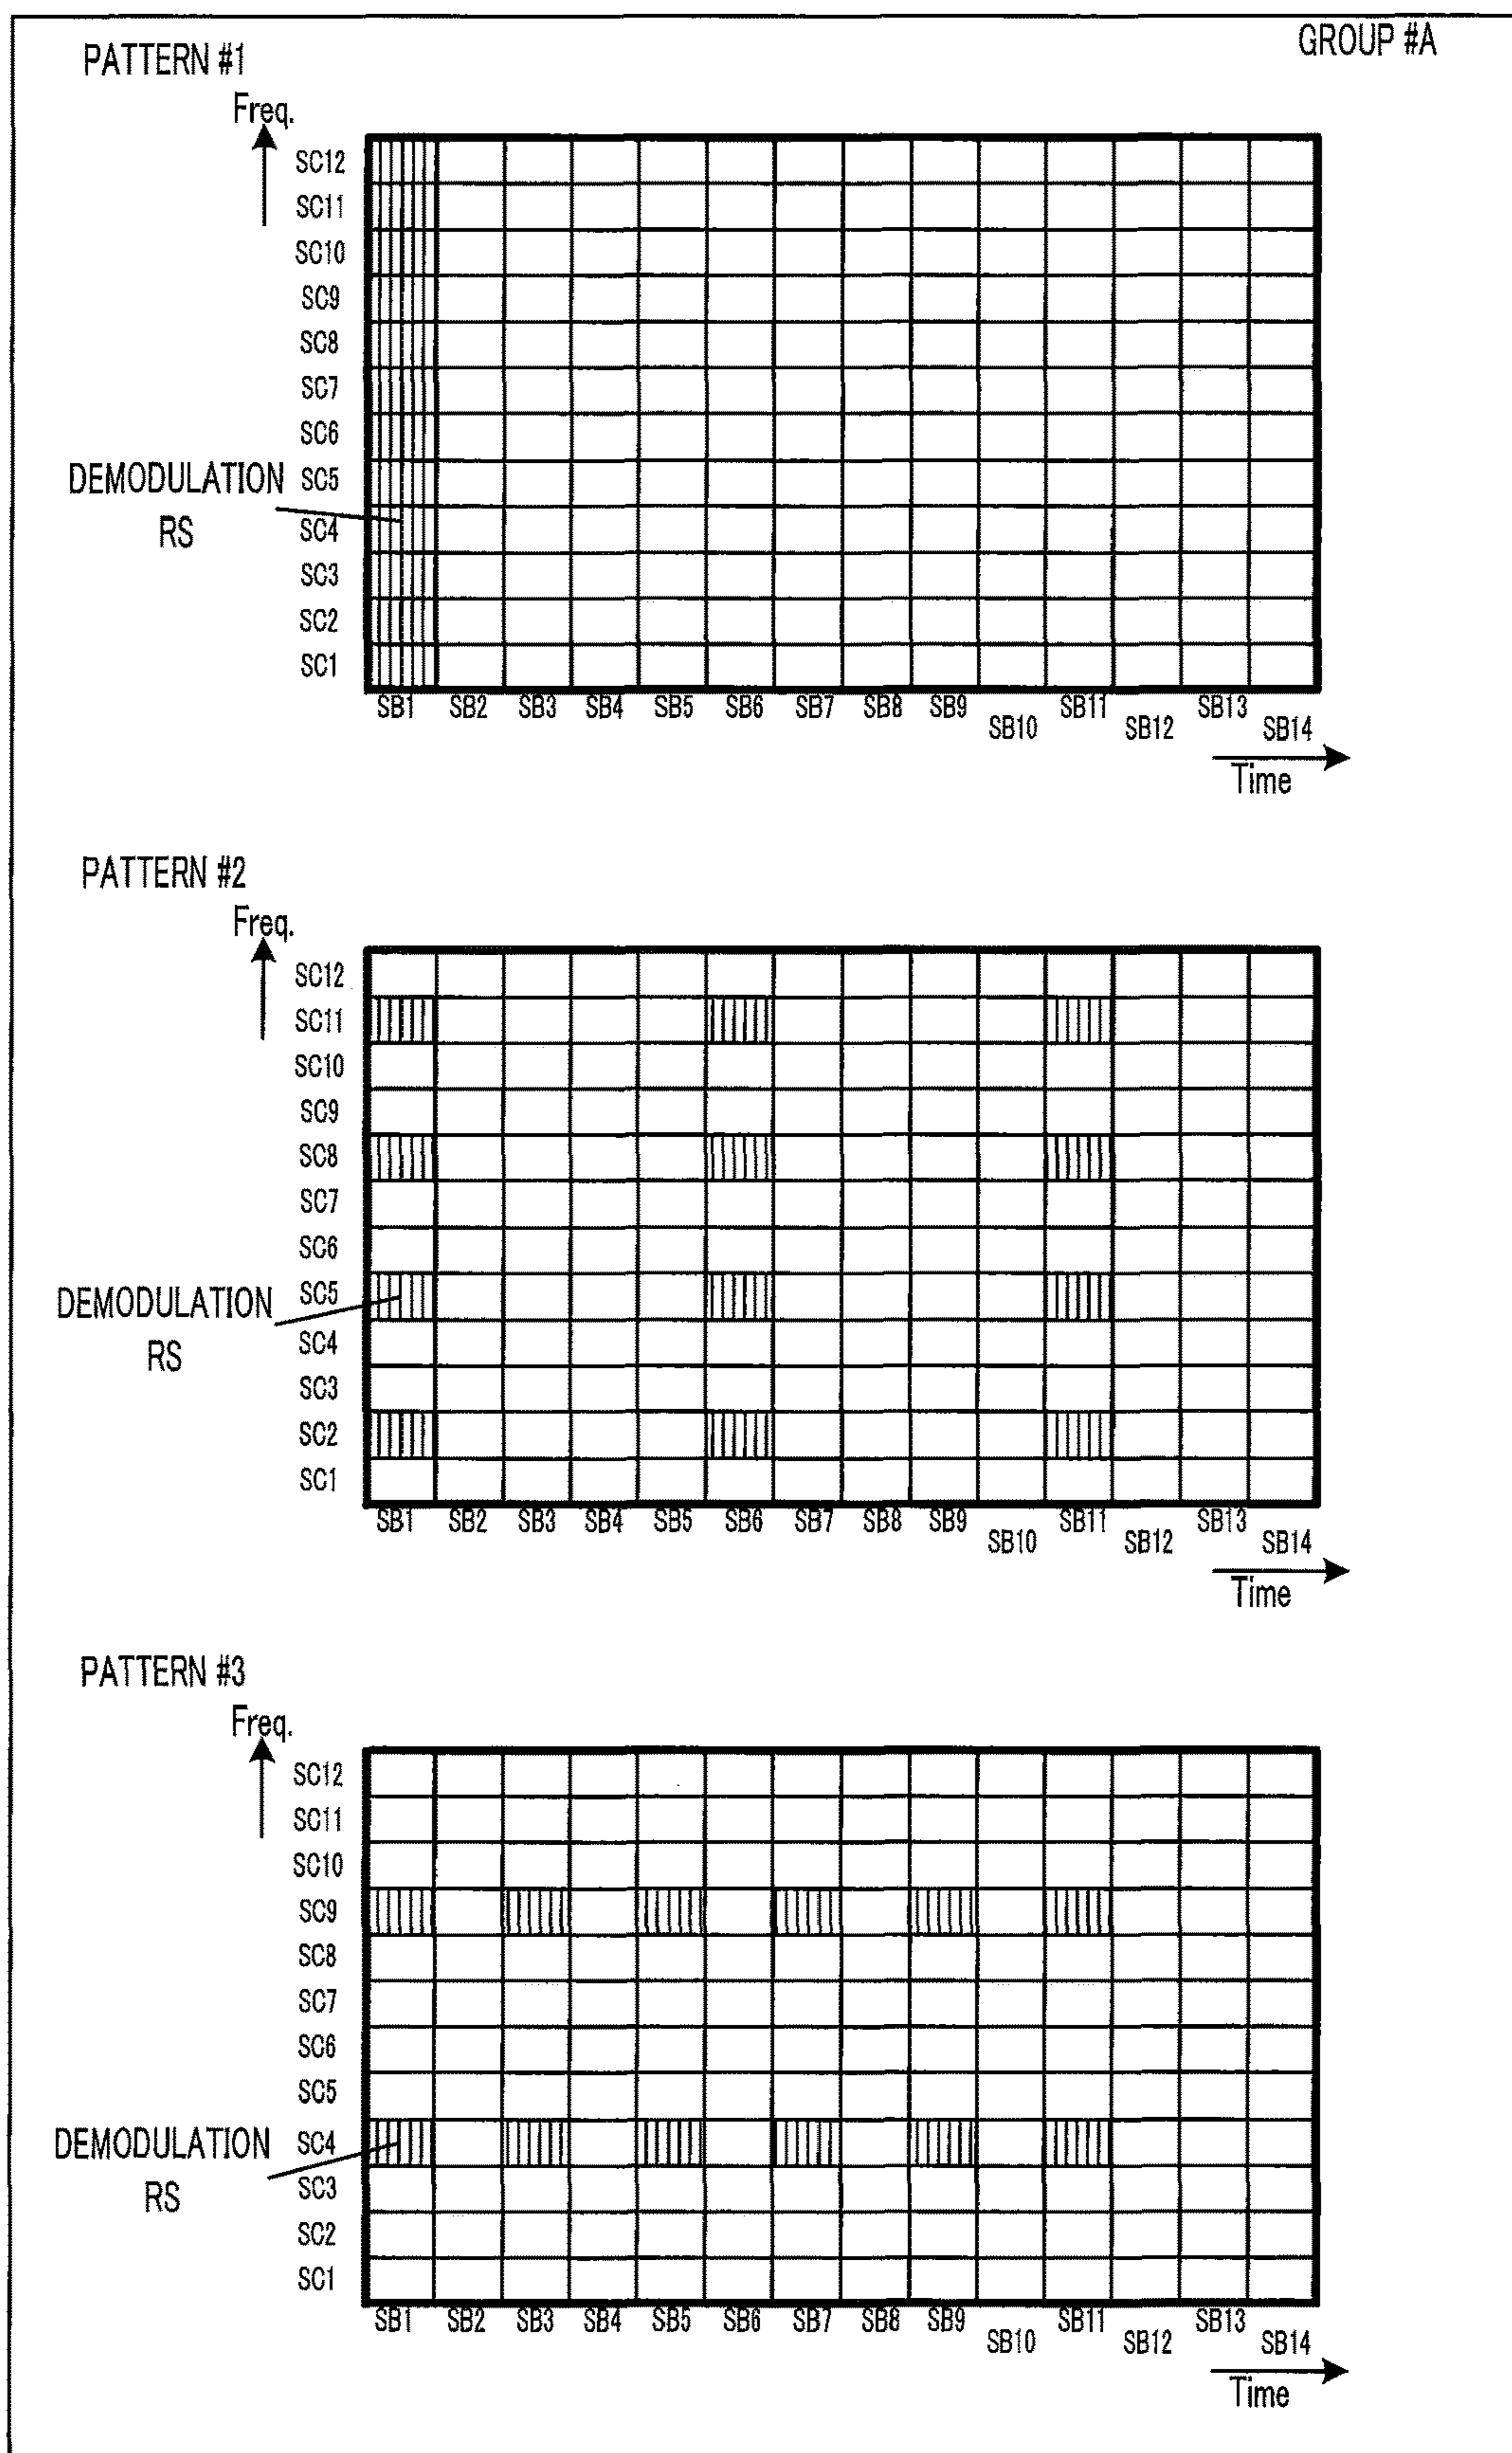 GROUP #A
PATTERN #1
Freq.
SC12
SC11
SC10
SC9
SC8
SC7
SC6
DEMODULATION
RS
SC5
SC4
SC3
SC2
SC1
SB1 SB2 SB3 SB4 SB5 SB6 SB7 SB8 SB9 SB10 SB11 SB12 SB13 SB14
Time
PATTERN #2
Freq.
SC12
SC11
SC10
SC9
SC8
SC7
SC6
DEMODULATION
RS
SC5
SC4
SC3
SC2
SC1
SB1 SB2 SB3 SB4 SB5 SB6 SB7 SB8 SB9 SB10 SB11 SB12 SB13 SB14
Time
PATTERN #3
Freq.
SC12
SC11
SC10
SC9
SC8
SC7
SC6
SC5
DEMODULATION
RS
SC4
SC3
SC2
SC1
SB1 SB2 SB3 SB4 SB5 SB6 SB7 SB8 SB9 SB10 SB11 SB12 SB13 SB14
Time